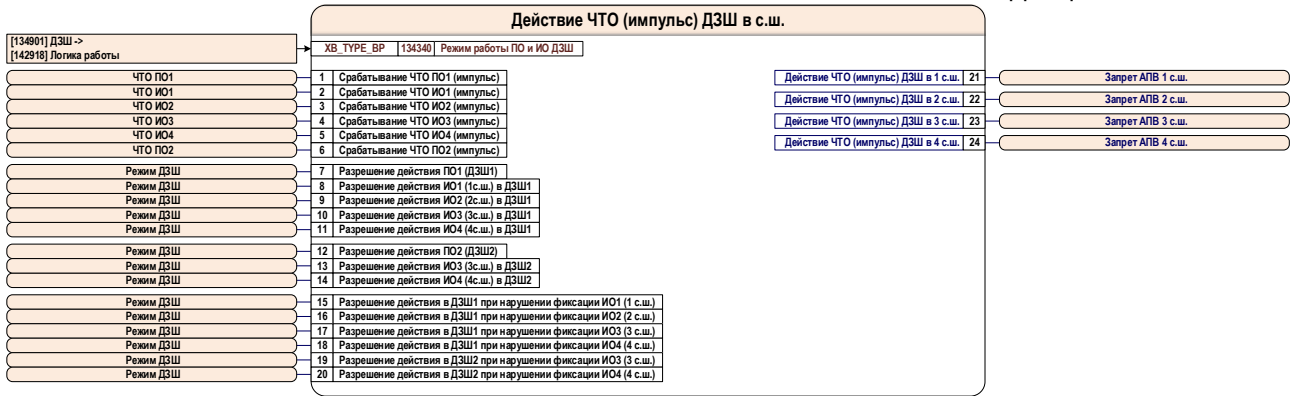 Действие ЧТО (импульс) ДЗШ в с.ш.
[134901] ДЗШ ->
[142918] Логика работы
XB_TYPE_BP 134340 Режим работы ПО и ИО ДЗШ
ЧТО ПО1 1 Срабатывание ЧТО ПО1 (импульс) Действие ЧТО (импульс) ДЗШ в 1 с.ш. 21 Запрет АПВ 1 с.ш.
ЧТО ИО1 2 Срабатывание ЧТО ИО1 (импульс) Действие ЧТО (импульс) ДЗШ в 2 с.ш. 22 Запрет АПВ 2 с.ш.
ЧТО ИО2 3 Срабатывание ЧТО ИО2 (импульс)
ЧТО ИО3 4 Срабатывание ЧТО ИО3 (импульс) Действие ЧТО (импульс) ДЗШ в 3 с.ш. 23 Запрет АПВ 3 с.ш.
ЧТО ИО4 5 Срабатывание ЧТО ИО4 (импульс) Действие ЧТО (импульс) ДЗШ в 4 с.ш. 24 Запрет АПВ 4 с.ш.
ЧТО ПО2 6 Срабатывание ЧТО ПО2 (импульс)
Режим ДЗШ 7 Разрешение действия ПО1 (ДЗШ1)
Режим ДЗШ 8 Разрешение действия ИО1 (1с.ш.) в ДЗШ1
Режим ДЗШ 9 Разрешение действия ИО2 (2с.ш.) в ДЗШ1
Режим ДЗШ 10 Разрешение действия ИО3 (3с.ш.) в ДЗШ1
Режим ДЗШ 11 Разрешение действия ИО4 (4с.ш.) в ДЗШ1
Режим ДЗШ 12 Разрешение действия ПО2 (ДЗШ2)
Режим ДЗШ 13 Разрешение действия ИО3 (3с.ш.) в ДЗШ2
Режим ДЗШ 14 Разрешение действия ИО4 (4с.ш.) в ДЗШ2
Режим ДЗШ 15 Разрешение действия в ДЗШ1 при нарушении фиксации ИО1 (1 с.ш.)
Режим ДЗШ 16 Разрешение действия в ДЗШ1 при нарушении фиксации ИО2 (2 с.ш.)
Режим ДЗШ 17 Разрешение действия в ДЗШ1 при нарушении фиксации ИО3 (3 с.ш.)
Режим ДЗШ 18 Разрешение действия в ДЗШ1 при нарушении фиксации ИО4 (4 с.ш.)
Режим ДЗШ 19 Разрешение действия в ДЗШ2 при нарушении фиксации ИО3 (3 с.ш.)
Режим ДЗШ 20 Разрешение действия в ДЗШ2 при нарушении фиксации ИО4 (4 с.ш.)